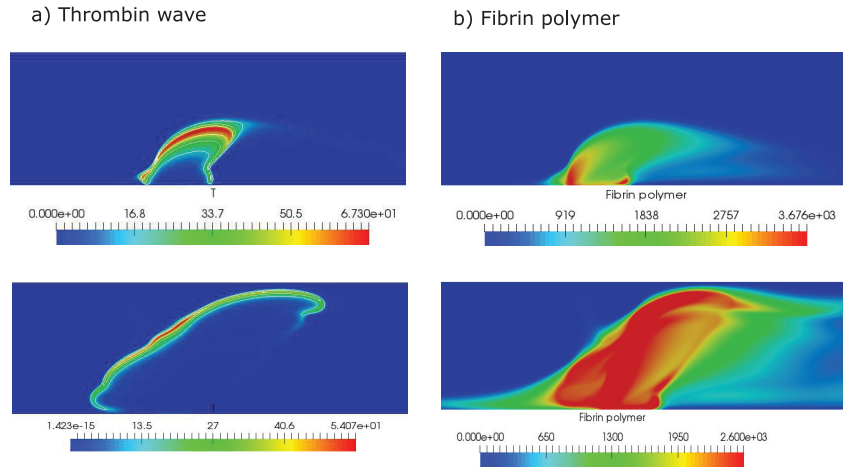 a) Thrombin wave
b) Fibrin polymer
T
0.000e+00 16.8 33.7 50.5 6.730e+01
Fibrin polymer
0.000e+00 919 1838 2757 3.676e+03
T
1.423e-15 13.5 27 40.6 5.407e+01
Fibrin polymer
0.000e+00 650 1300 1950 2.600e+03